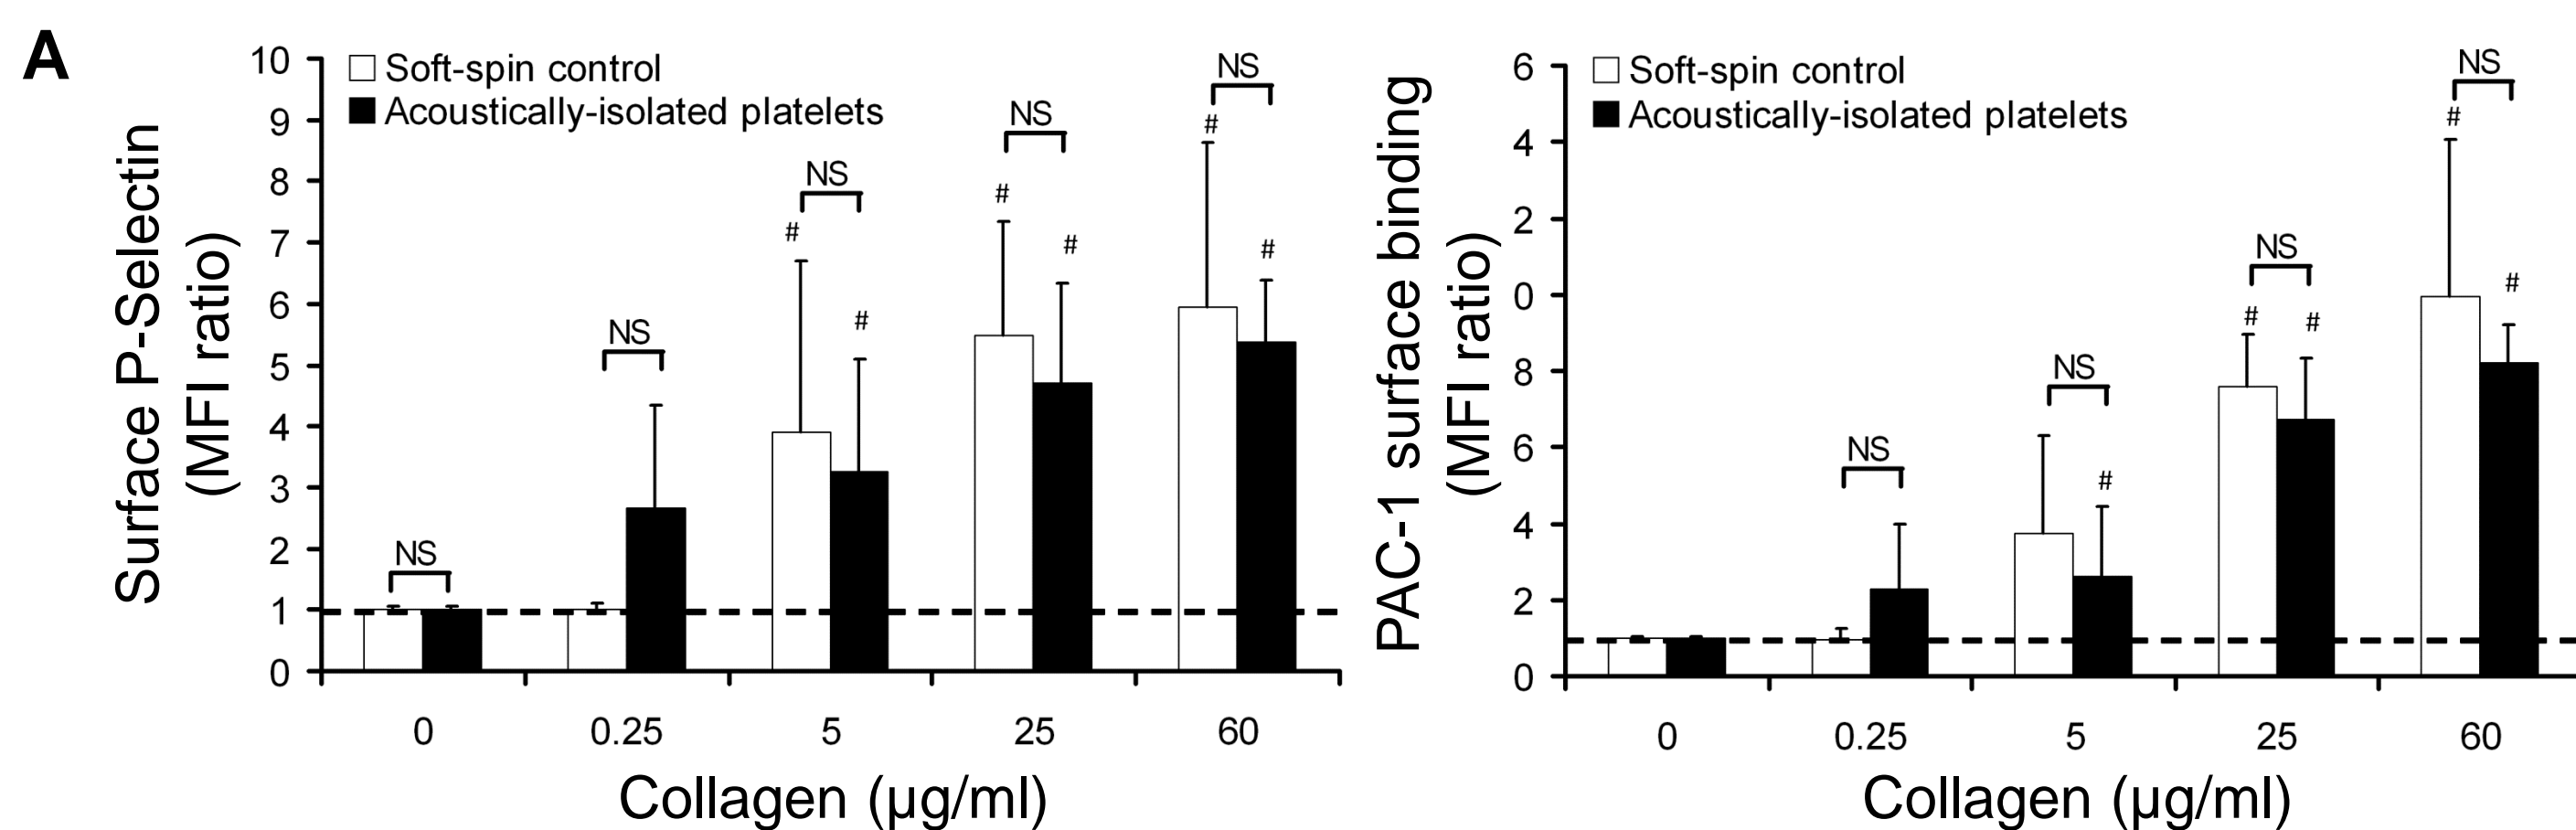 A
Surface P-Selectin
(MFI ratio)
10
9
8
7
6
5
4
3
2
1
0
Soft-spin control
Acoustically-isolated platelets
NS
NS
NS
NS
NS
#
#
#
#
#
#
0
0.25
5
25
60
Collagen (µg/ml)
PAC-1 surface binding
(MFI ratio)
6
4
2
0
8
6
4
2
0
Soft-spin control
Acoustically-isolated platelets
NS
NS
NS
NS
#
#
#
#
#
0
0.25
5
25
60
Collagen (µg/ml)